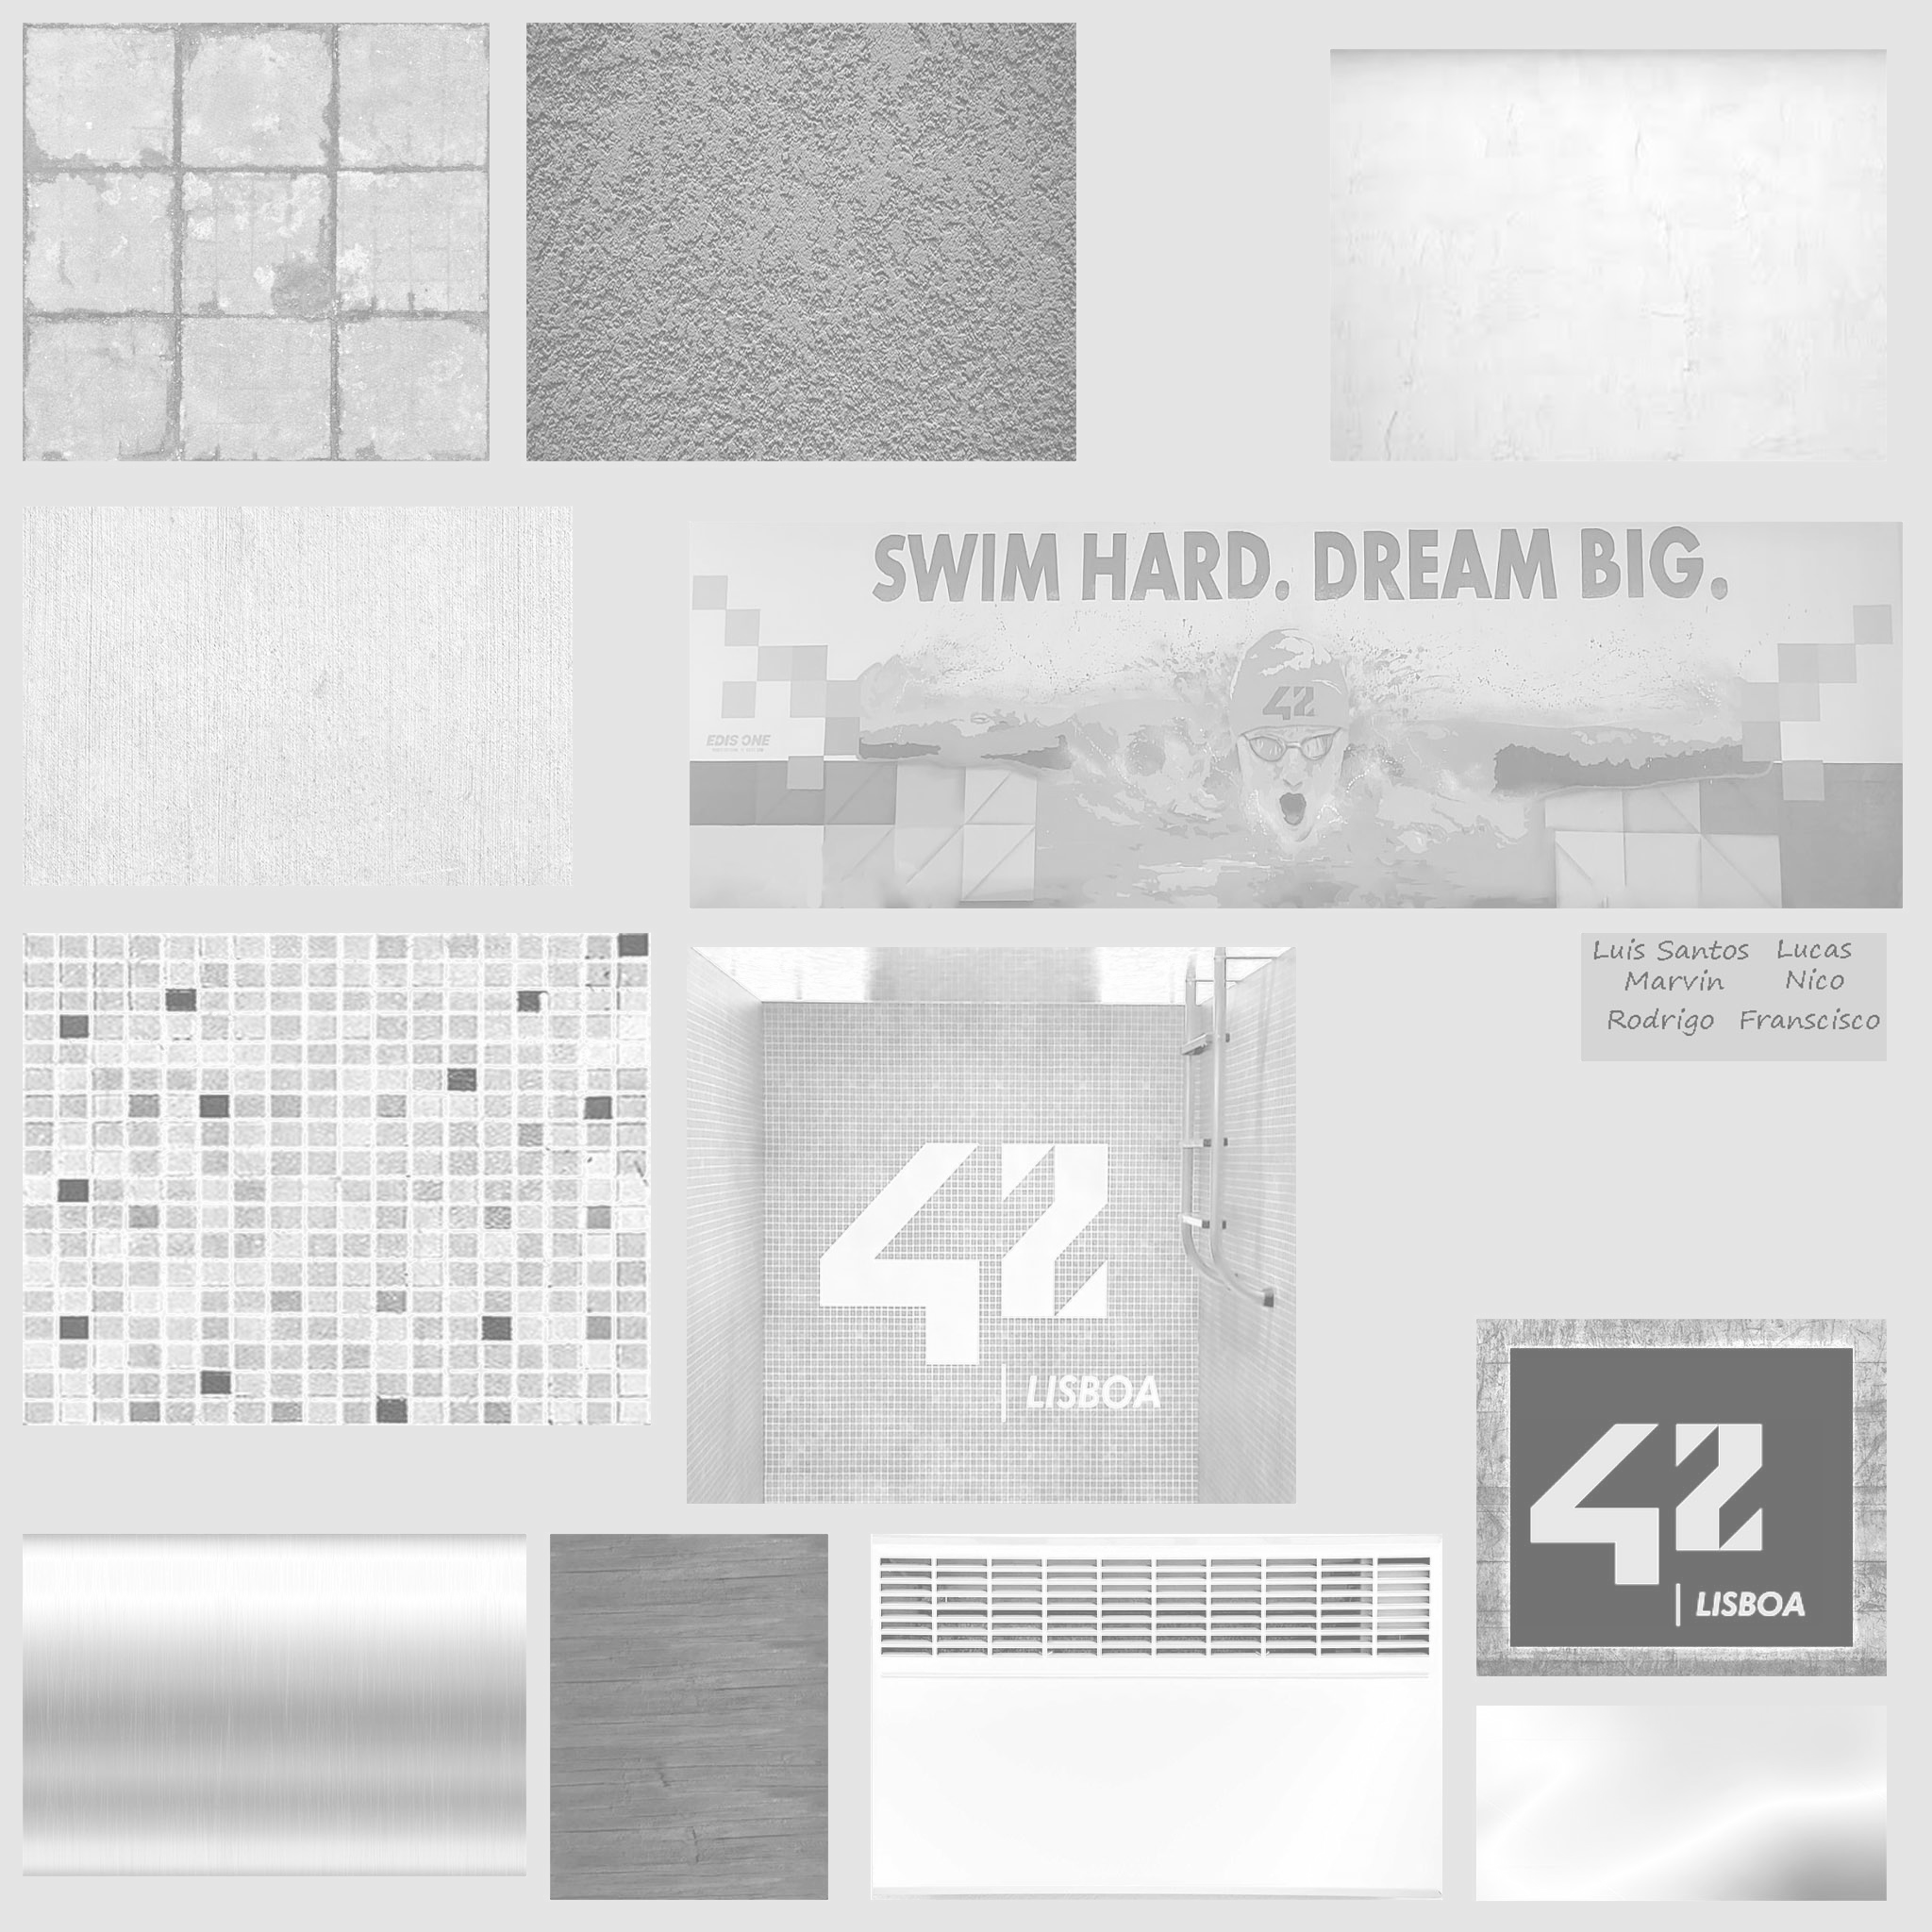 SWIM HARD. DREAM BIG.
42
EDIS ONE
Luis Santos Lucas
Marvin Nico
Rodrigo Franscisco
42
LISBOA
42
LISBOA